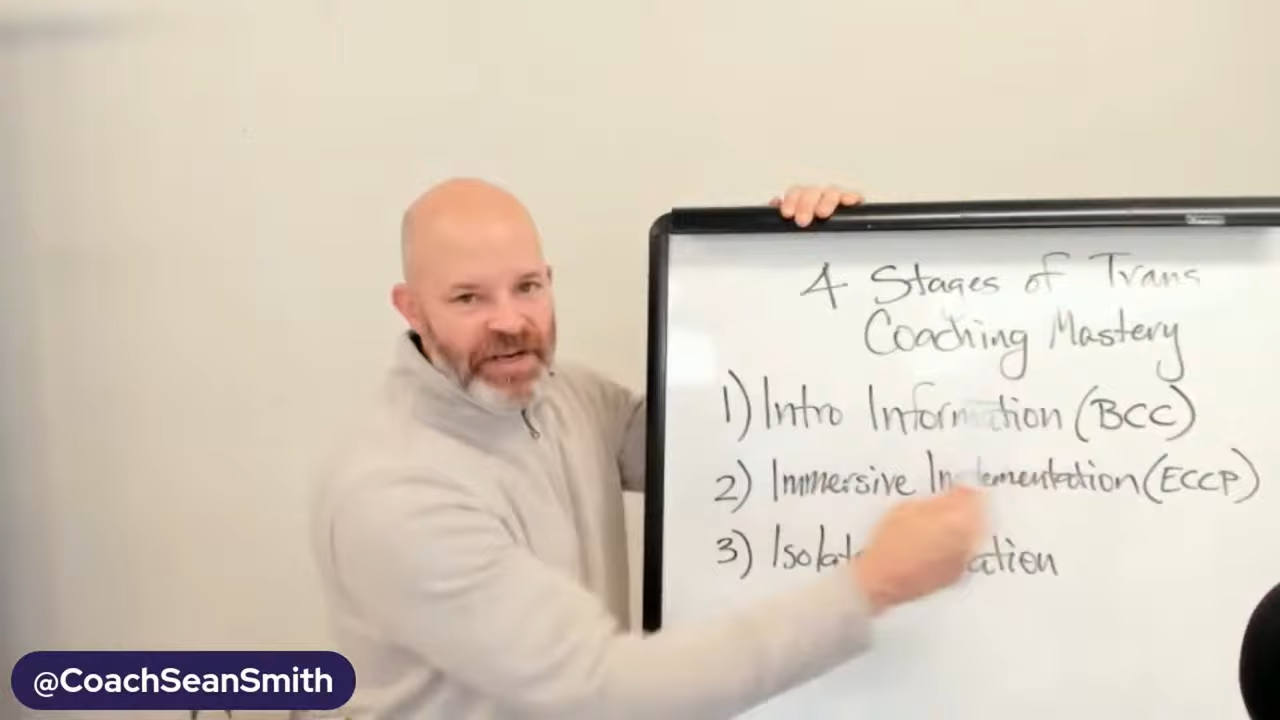 4 Stages of Trans
Coaching Mastery
1) Intro Information (BCC)
2) Immersive Implementation (ECCP)
3)
@CoachSeanSmith